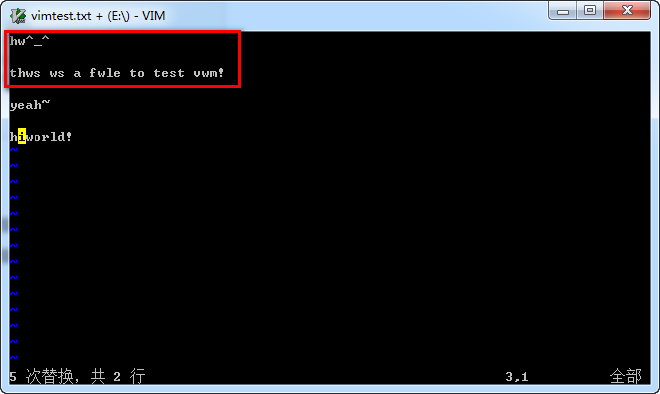 vimtest.txt + (E:\) - VIM
hw^_^
thws ws a fwle to test vwm!
yeah~
hiworld!
~
~
~
~
~
~
~
~
~
~
~
~
~
~
5 次替换，共 2 行 3,1 全部